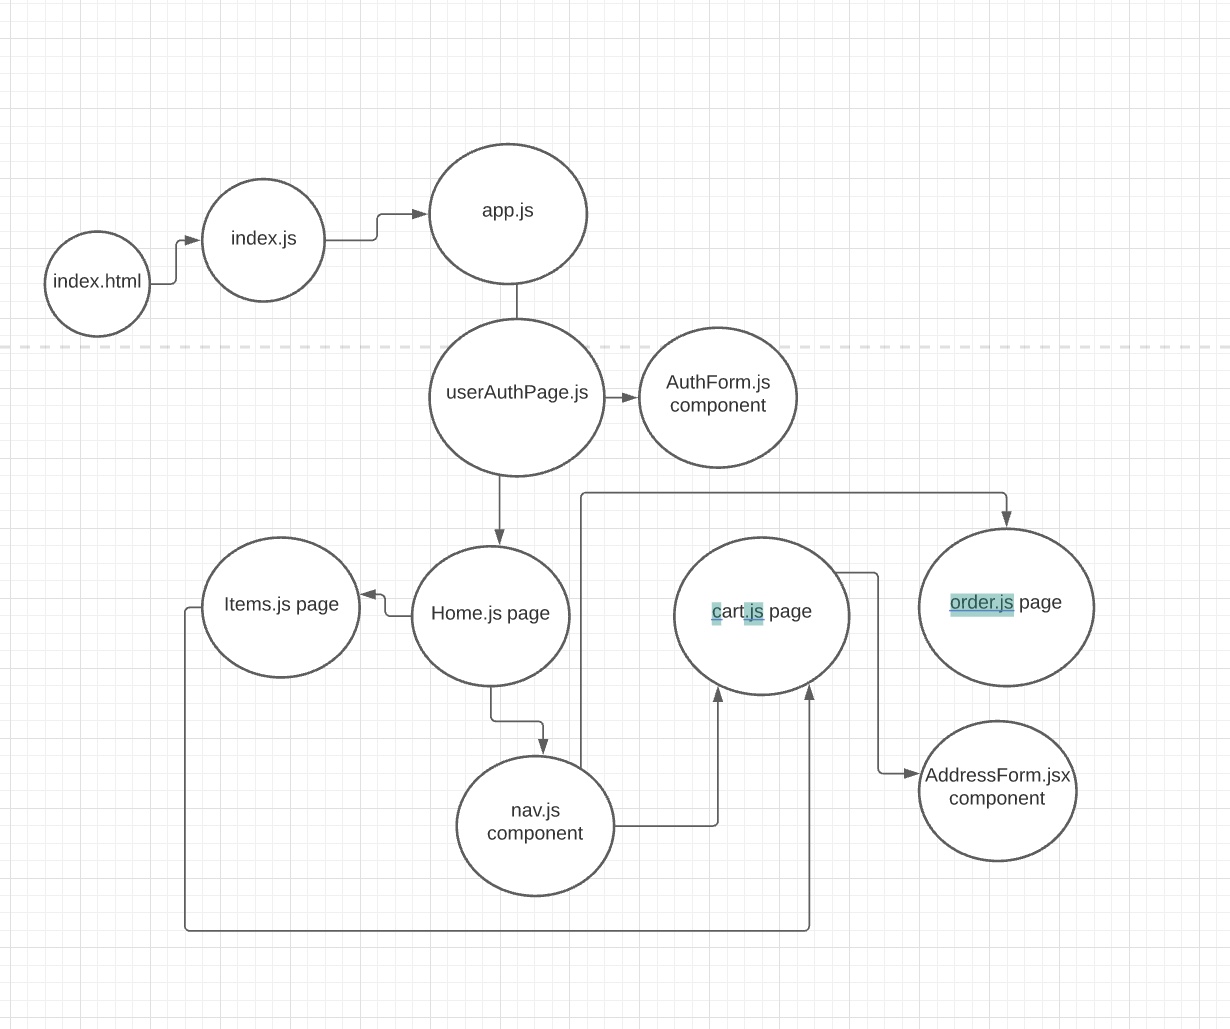 app.js
index.js
index.html
userAuthPage.js
AuthForm.js
component
Items.js page
Home.js page
cart.js page
order.js page
nav.js
component
AddressForm.jsx
component